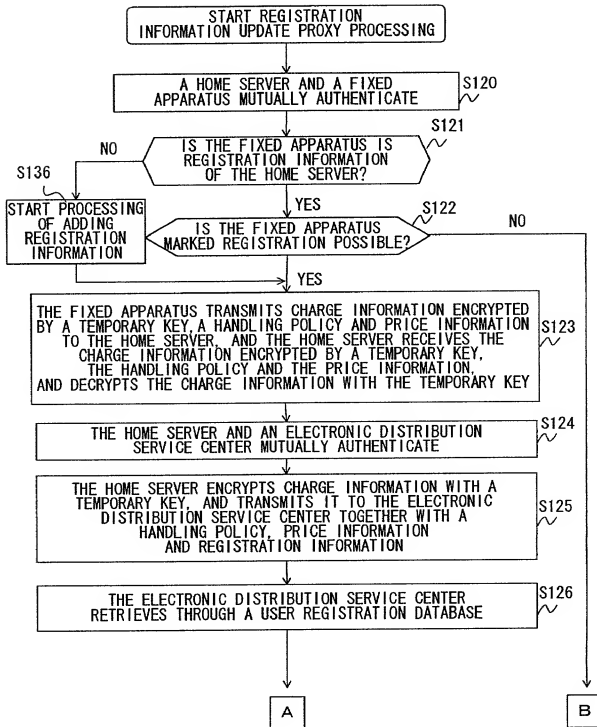 START REGISTRATION
INFORMATION UPDATE PROXY PROCESSING
A HOME SERVER AND A FIXED
APPARATUS MUTUALLY AUTHENTICATE
S120
IS THE FIXED APPARATUS IS
REGISTRATION INFORMATION
OF THE HOME SERVER?
S121
NO
YES
S136
START PROCESSING
OF ADDING
REGISTRATION
INFORMATION
IS THE FIXED APPARATUS
MARKED REGISTRATION POSSIBLE?
S122
NO
YES
THE FIXED APPARATUS TRANSMITS CHARGE INFORMATION ENCRYPTED
BY A TEMPORARY KEY, A HANDLING POLICY AND PRICE INFORMATION
TO THE HOME SERVER, AND THE HOME SERVER RECEIVES THE
CHARGE INFORMATION ENCRYPTED BY A TEMPORARY KEY,
THE HANDLING POLICY AND THE PRICE INFORMATION,
AND DECRYPTS THE CHARGE INFORMATION WITH THE TEMPORARY KEY
S123
THE HOME SERVER AND AN ELECTRONIC DISTRIBUTION
SERVICE CENTER MUTUALLY AUTHENTICATE
S124
THE HOME SERVER ENCRYPTS CHARGE INFORMATION WITH A
TEMPORARY KEY, AND TRANSMITS IT TO THE ELECTRONIC
DISTRIBUTION SERVICE CENTER TOGETHER WITH A
HANDLING POLICY, PRICE INFORMATION
AND REGISTRATION INFORMATION
S125
THE ELECTRONIC DISTRIBUTION SERVICE CENTER
RETRIEVES THROUGH A USER REGISTRATION DATABASE
S126
A
B